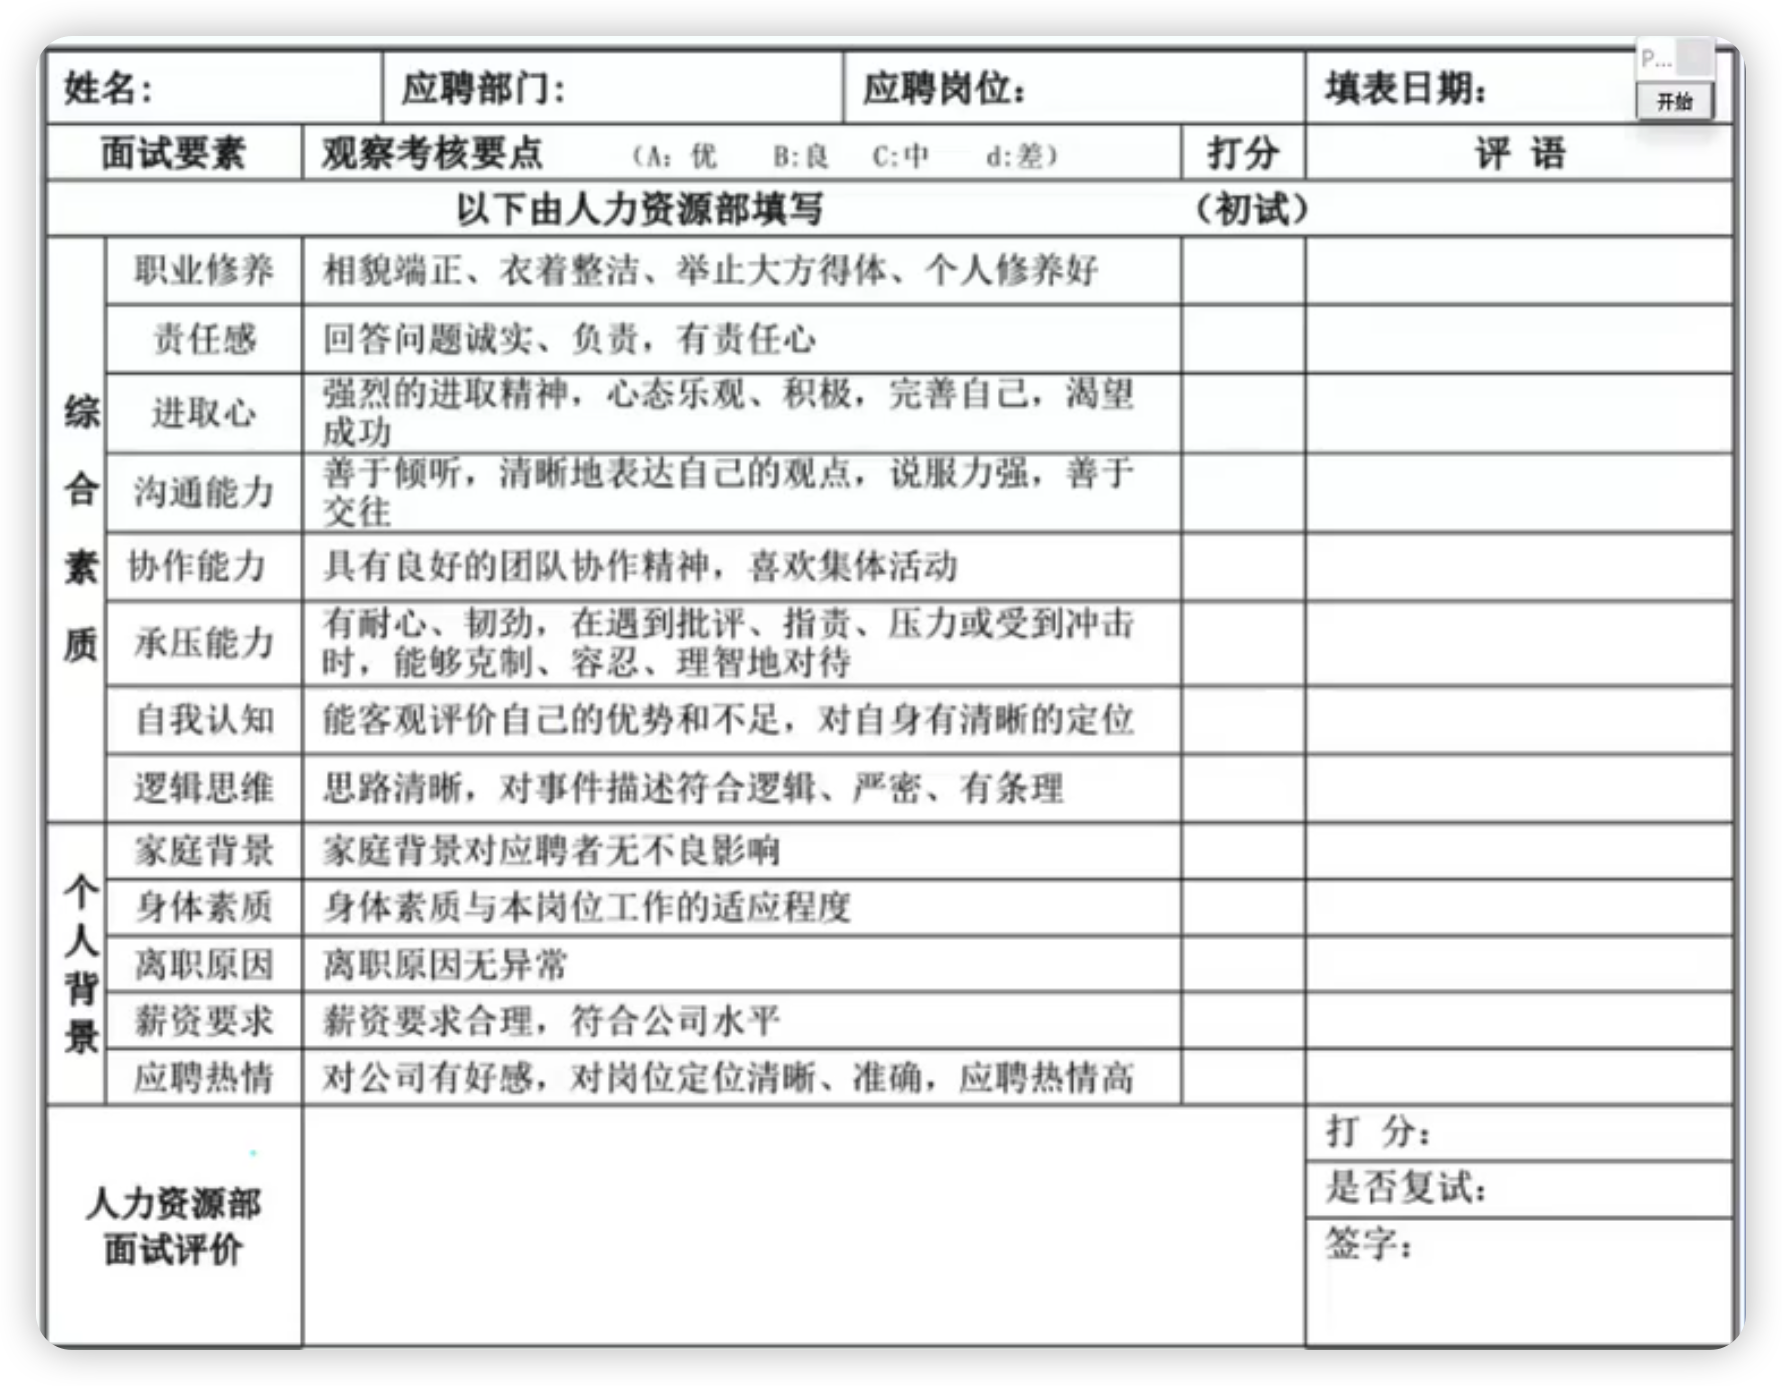 姓名: 应聘部门: 应聘岗位： 填表日期：
P...
开始
面试要素 观察考核要点 （A：优 B:良 C:中 d:差） 打分 评 语
以下由人力资源部填写 （初试）
综合素质
职业修养 相貌端正、衣着整洁、举止大方得体、个人修养好
责任感 回答问题诚实、负责，有责任心
进取心 强烈的进取精神，心态乐观、积极，完善自己，渴望
成功
沟通能力 善于倾听，清晰地表达自己的观点，说服力强，善于
交往
协作能力 具有良好的团队协作精神，喜欢集体活动
承压能力 有耐心、韧劲，在遇到批评、指责、压力或受到冲击
时，能够克制、容忍、理智地对待
自我认知 能客观评价自己的优势和不足，对自身有清晰的定位
逻辑思维 思路清晰，对事件描述符合逻辑、严密、有条理
个人背景
家庭背景 家庭背景对应聘者无不良影响
身体素质 身体素质与本岗位工作的适应程度
离职原因 离职原因无异常
薪资要求 薪资要求合理，符合公司水平
应聘热情 对公司有好感，对岗位定位清晰、准确，应聘热情高
人力资源部
面试评价
打 分：
是否复试：
签字：